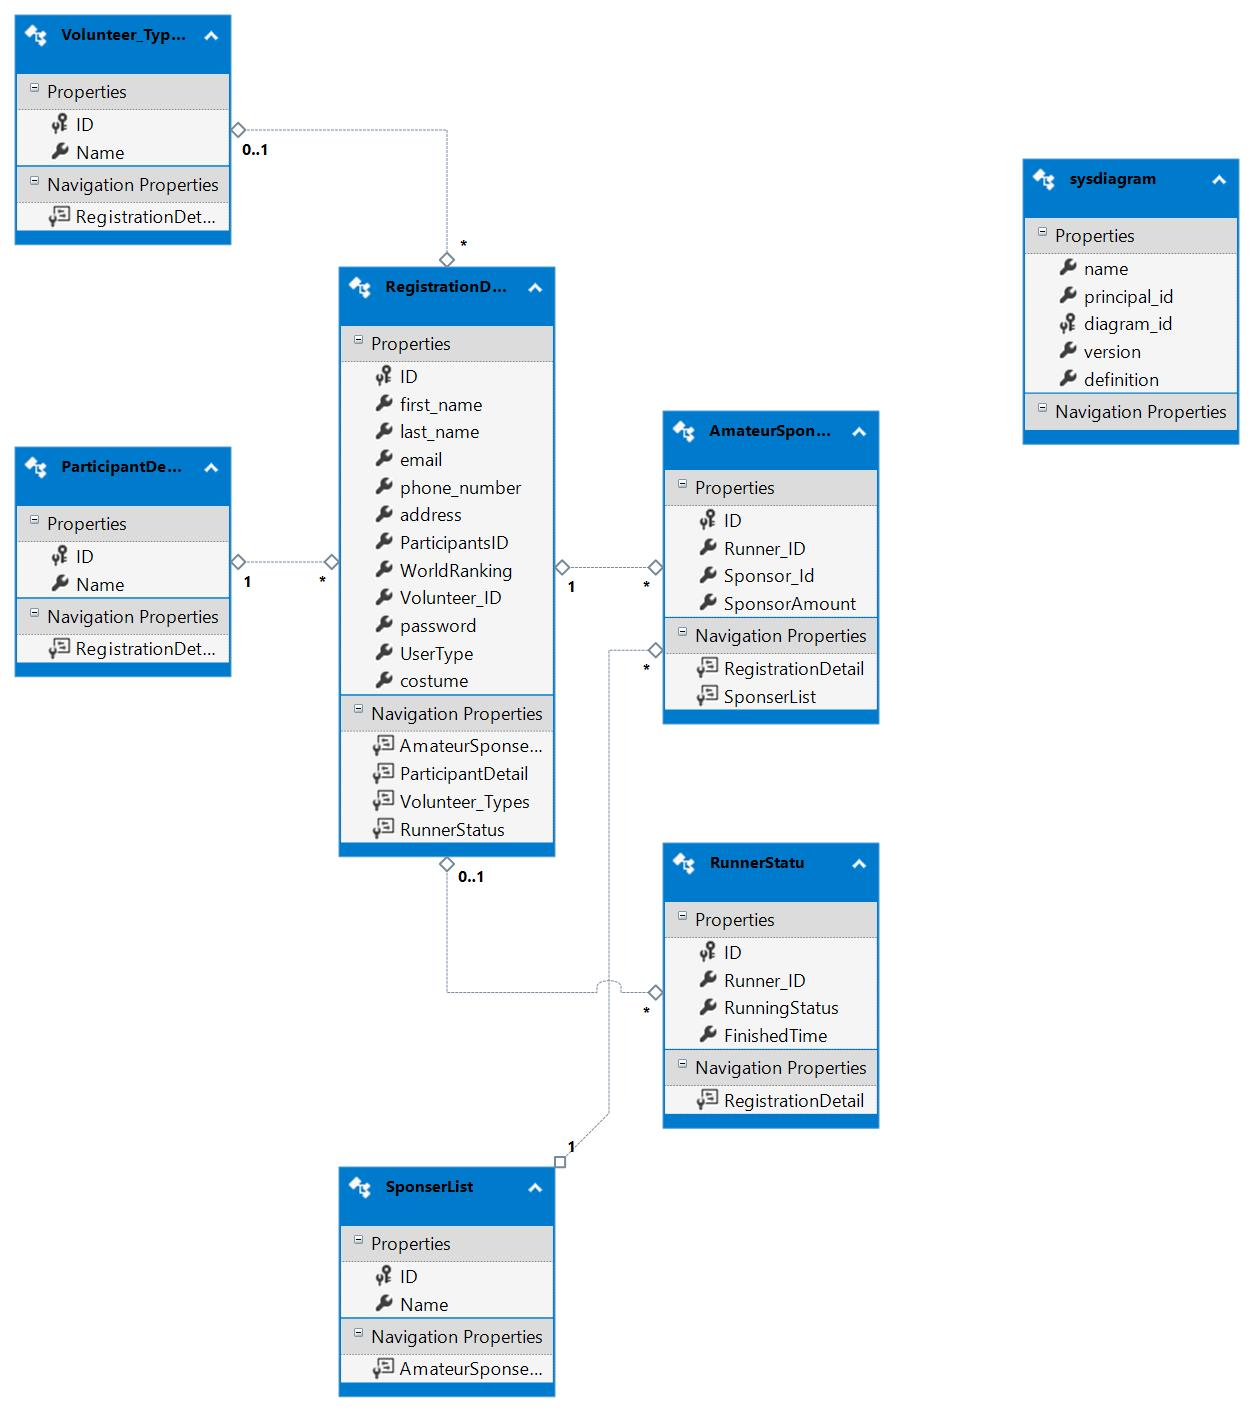 Volunteer_Typ...
Properties
ID
Name
Navigation Properties
RegistrationDet...
0..1
*
sysdiagram
Properties
name
principal_id
diagram_id
version
definition
Navigation Properties
RegistrationD...
Properties
ID
first_name
last_name
email
phone_number
address
ParticipantsID
WorldRanking
Volunteer_ID
password
UserType
costume
Navigation Properties
AmateurSponse...
ParticipantDetail
Volunteer_Types
RunnerStatus
ParticipantDe...
Properties
ID
Name
Navigation Properties
RegistrationDet...
1
*
1
*
AmateurSpon...
Properties
ID
Runner_ID
Sponsor_Id
SponsorAmount
Navigation Properties
RegistrationDetail
SponserList
*
0..1
*
RunnerStatu
Properties
ID
Runner_ID
RunningStatus
FinishedTime
Navigation Properties
RegistrationDetail
1
SponserList
Properties
ID
Name
Navigation Properties
AmateurSponse...